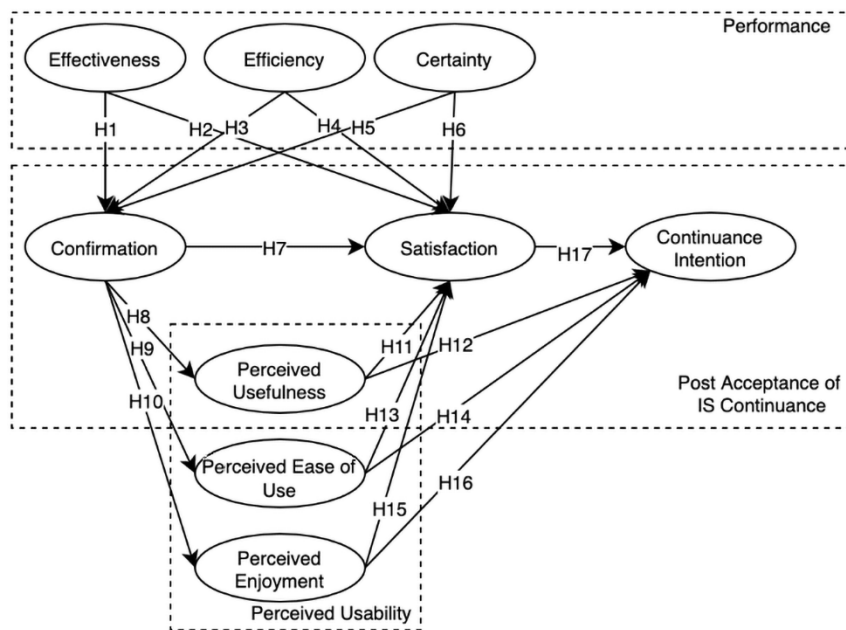 Performance
Effectiveness
Efficiency
Certainty
H1
H2
H3
H4
H5
H6
Confirmation
H7
Satisfaction
H17
Continuance
Intention
H8
H9
H10
H11
H12
Perceived
Usefulness
Post Acceptance of
IS Continuance
H13
H14
Perceived Ease of
Use
H15
H16
Perceived
Enjoyment
Perceived Usability